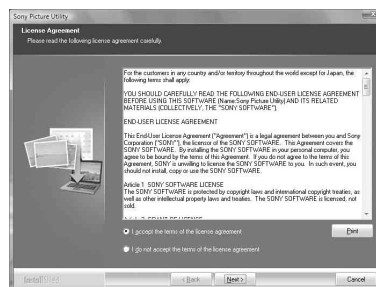 Sony Picture Utility
License Agreement
Please read the following license agreement carefully.
For the customers in any country and/or territory throughout the world except for Japan, the
following terms shall apply:
YOU SHOULD CAREFULLY READ THE FOLLOWING END-USER LICENSE AGREEMENT
BEFORE USING THIS SOFTWARE (Name:Sony Picture Utility) AND ITS RELATED
MATERIALS (COLLECTIVELY, THE "SONY SOFTWARE").
END-USER LICENSE AGREEMENT
This End-User License Agreement ("Agreement") is a legal agreement between you and Sony
Corporation ("SONY"), the licensor of the SONY SOFTWARE. This Agreement covers the
SONY SOFTWARE. By installing the SONY SOFTWARE in your personal computer, you
agree to be bound by the terms of this Agreement. If you do not agree to the terms of this
Agreement, SONY is unwilling to license the SONY SOFTWARE to you. In such event, you
should not install, copy or use the SONY SOFTWARE.
Article 1 SONY SOFTWARE LICENSE
The SONY SOFTWARE is protected by copyright laws and international copyright treaties, as
well as other intellectual property laws and treaties. The SONY SOFTWARE is licensed, not
sold.
I accept the terms of the license agreement
Print
I do not accept the terms of the license agreement
InstallShield
< Back
Next >
Cancel